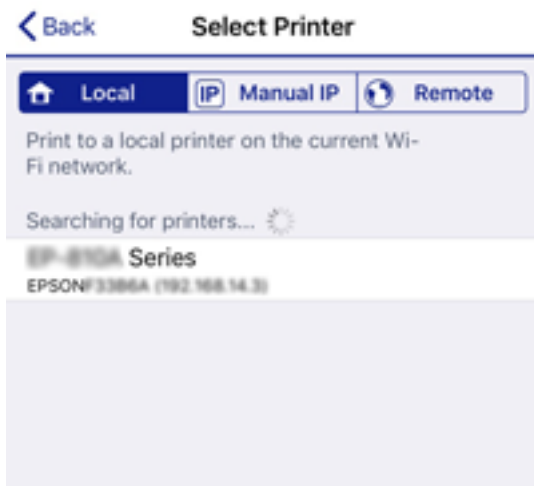 Back Select Printer
Local IP Manual IP Remote
Print to a local printer on the current Wi-
Fi network.
Searching for printers...
Series
EPSON